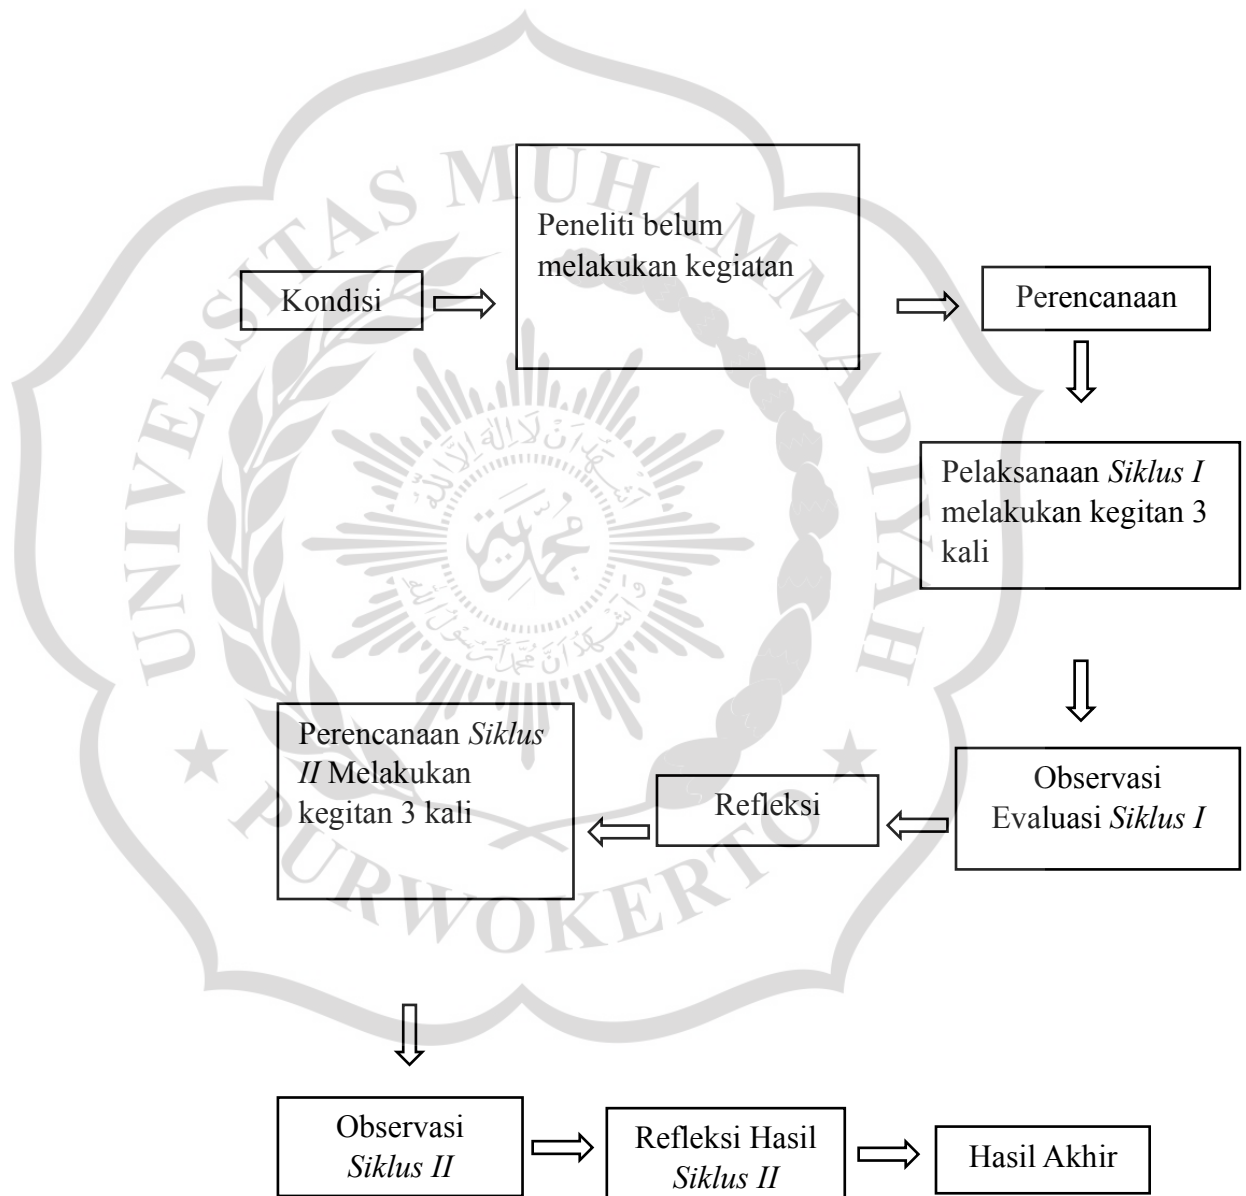 UNIVERSITAS MUHAMMADIYAH
Peneliti belum
melakukan kegiatan
Kondisi
Perencanaan
Pelaksanaan Siklus I
melakukan kegitan 3
kali
Observasi
Evaluasi Siklus I
Refleksi
Perencanaan Siklus
II Melakukan
kegitan 3 kali
PURWOKERTO
Observasi
Siklus II
Refleksi Hasil
Siklus II
Hasil Akhir